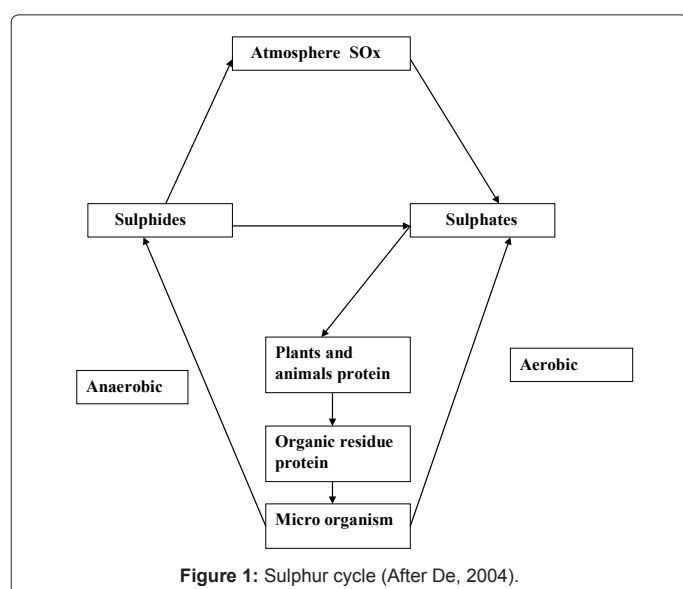 Atmosphere SOx
Sulphides
Sulphates
Plants and
animals protein
Anaerobic
Aerobic
Organic residue
protein
Micro organism
Figure 1: Sulphur cycle (After De, 2004).